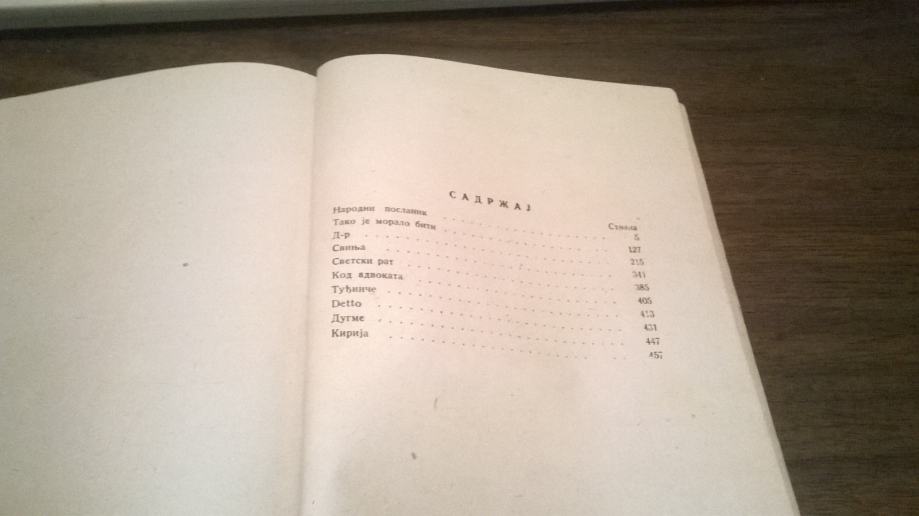 САДРЖАЈ
Страна
Народни посланик 5
Тако је морало бити 127
Д-р 215
Свиња 341
Светски рат 385
Код адвоката 405
Туђинче 413
Detto 431
Дугме 447
Кирија 457